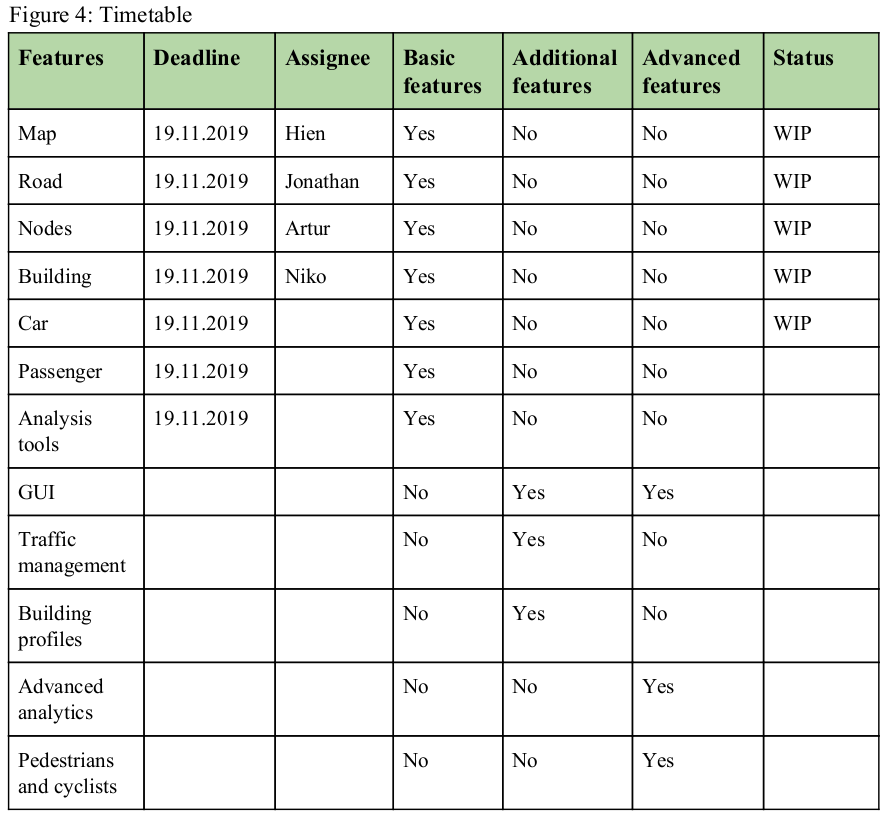 Figure 4: Timetable
Features Deadline Assignee Basic features Additional features Advanced features Status
Map 19.11.2019 Hien Yes No No WIP
Road 19.11.2019 Jonathan Yes No No WIP
Nodes 19.11.2019 Artur Yes No No WIP
Building 19.11.2019 Niko Yes No No WIP
Car 19.11.2019 Yes No No WIP
Passenger 19.11.2019 Yes No No
Analysis tools 19.11.2019 Yes No No
GUI No Yes Yes
Traffic management No Yes No
Building profiles No Yes No
Advanced analytics No No Yes
Pedestrians and cyclists No No Yes